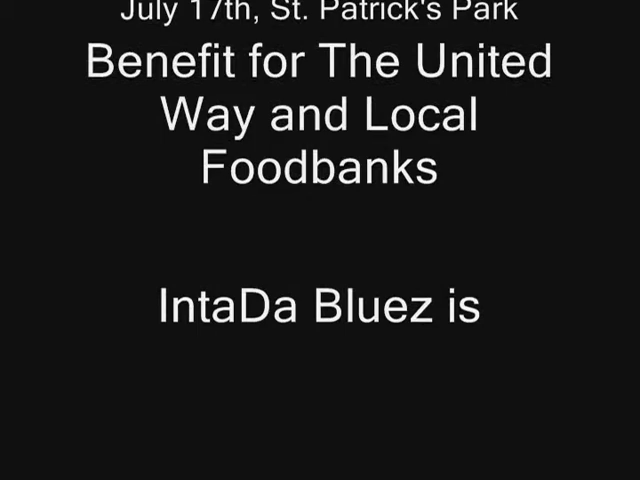 July 17th, St. Patrick's Park
Benefit for The United
Way and Local
Foodbanks
IntaDa Bluez is